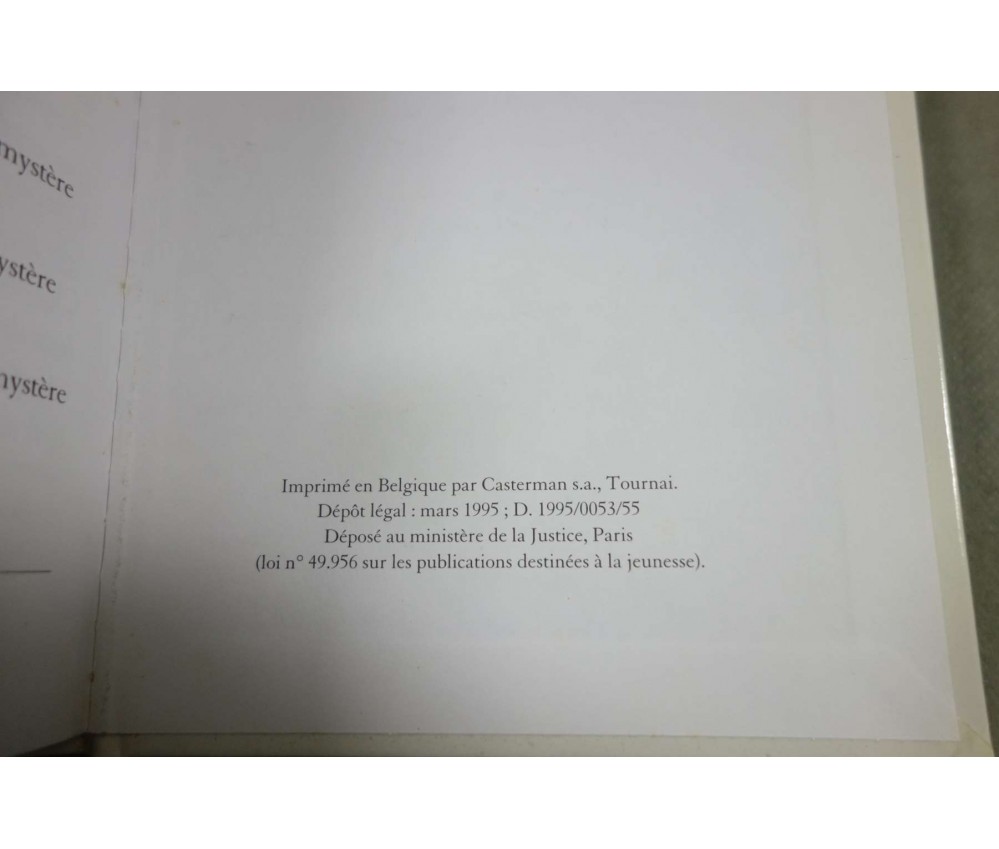 mystère
ystère
mystère
Imprimé en Belgique par Casterman s.a., Tournai.
Dépôt légal : mars 1995 ; D. 1995/0053/55
Déposé au ministère de la Justice, Paris
(loi n° 49.956 sur les publications destinées à la jeunesse).